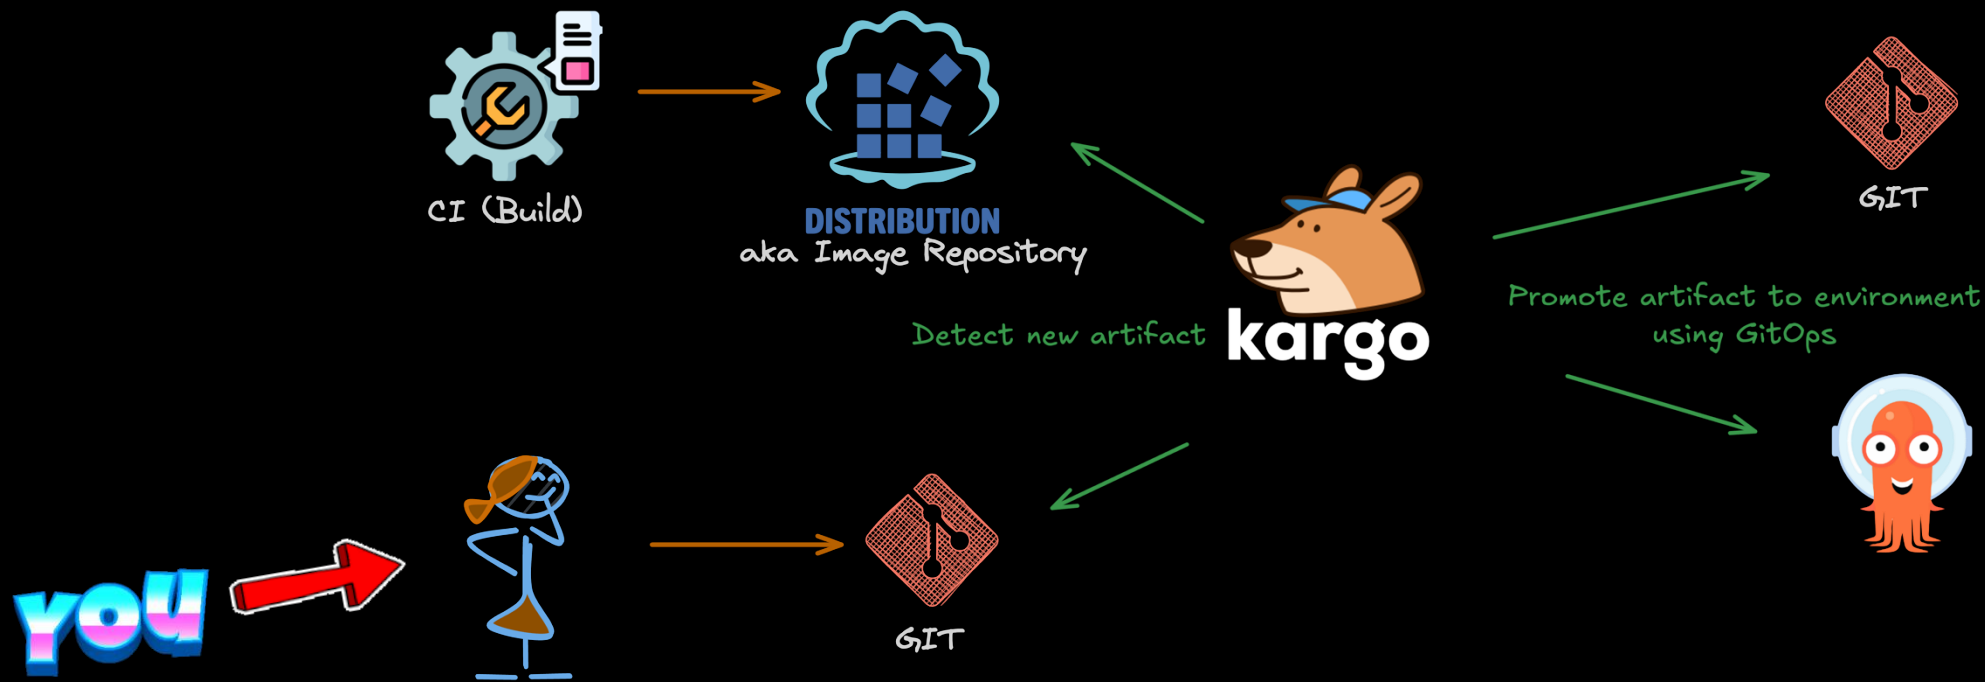 CI (Build)
DISTRIBUTION
aka Image Repository
GIT
Detect new artifact
kargo
Promote artifact to environment
using GitOps
YOU
GIT